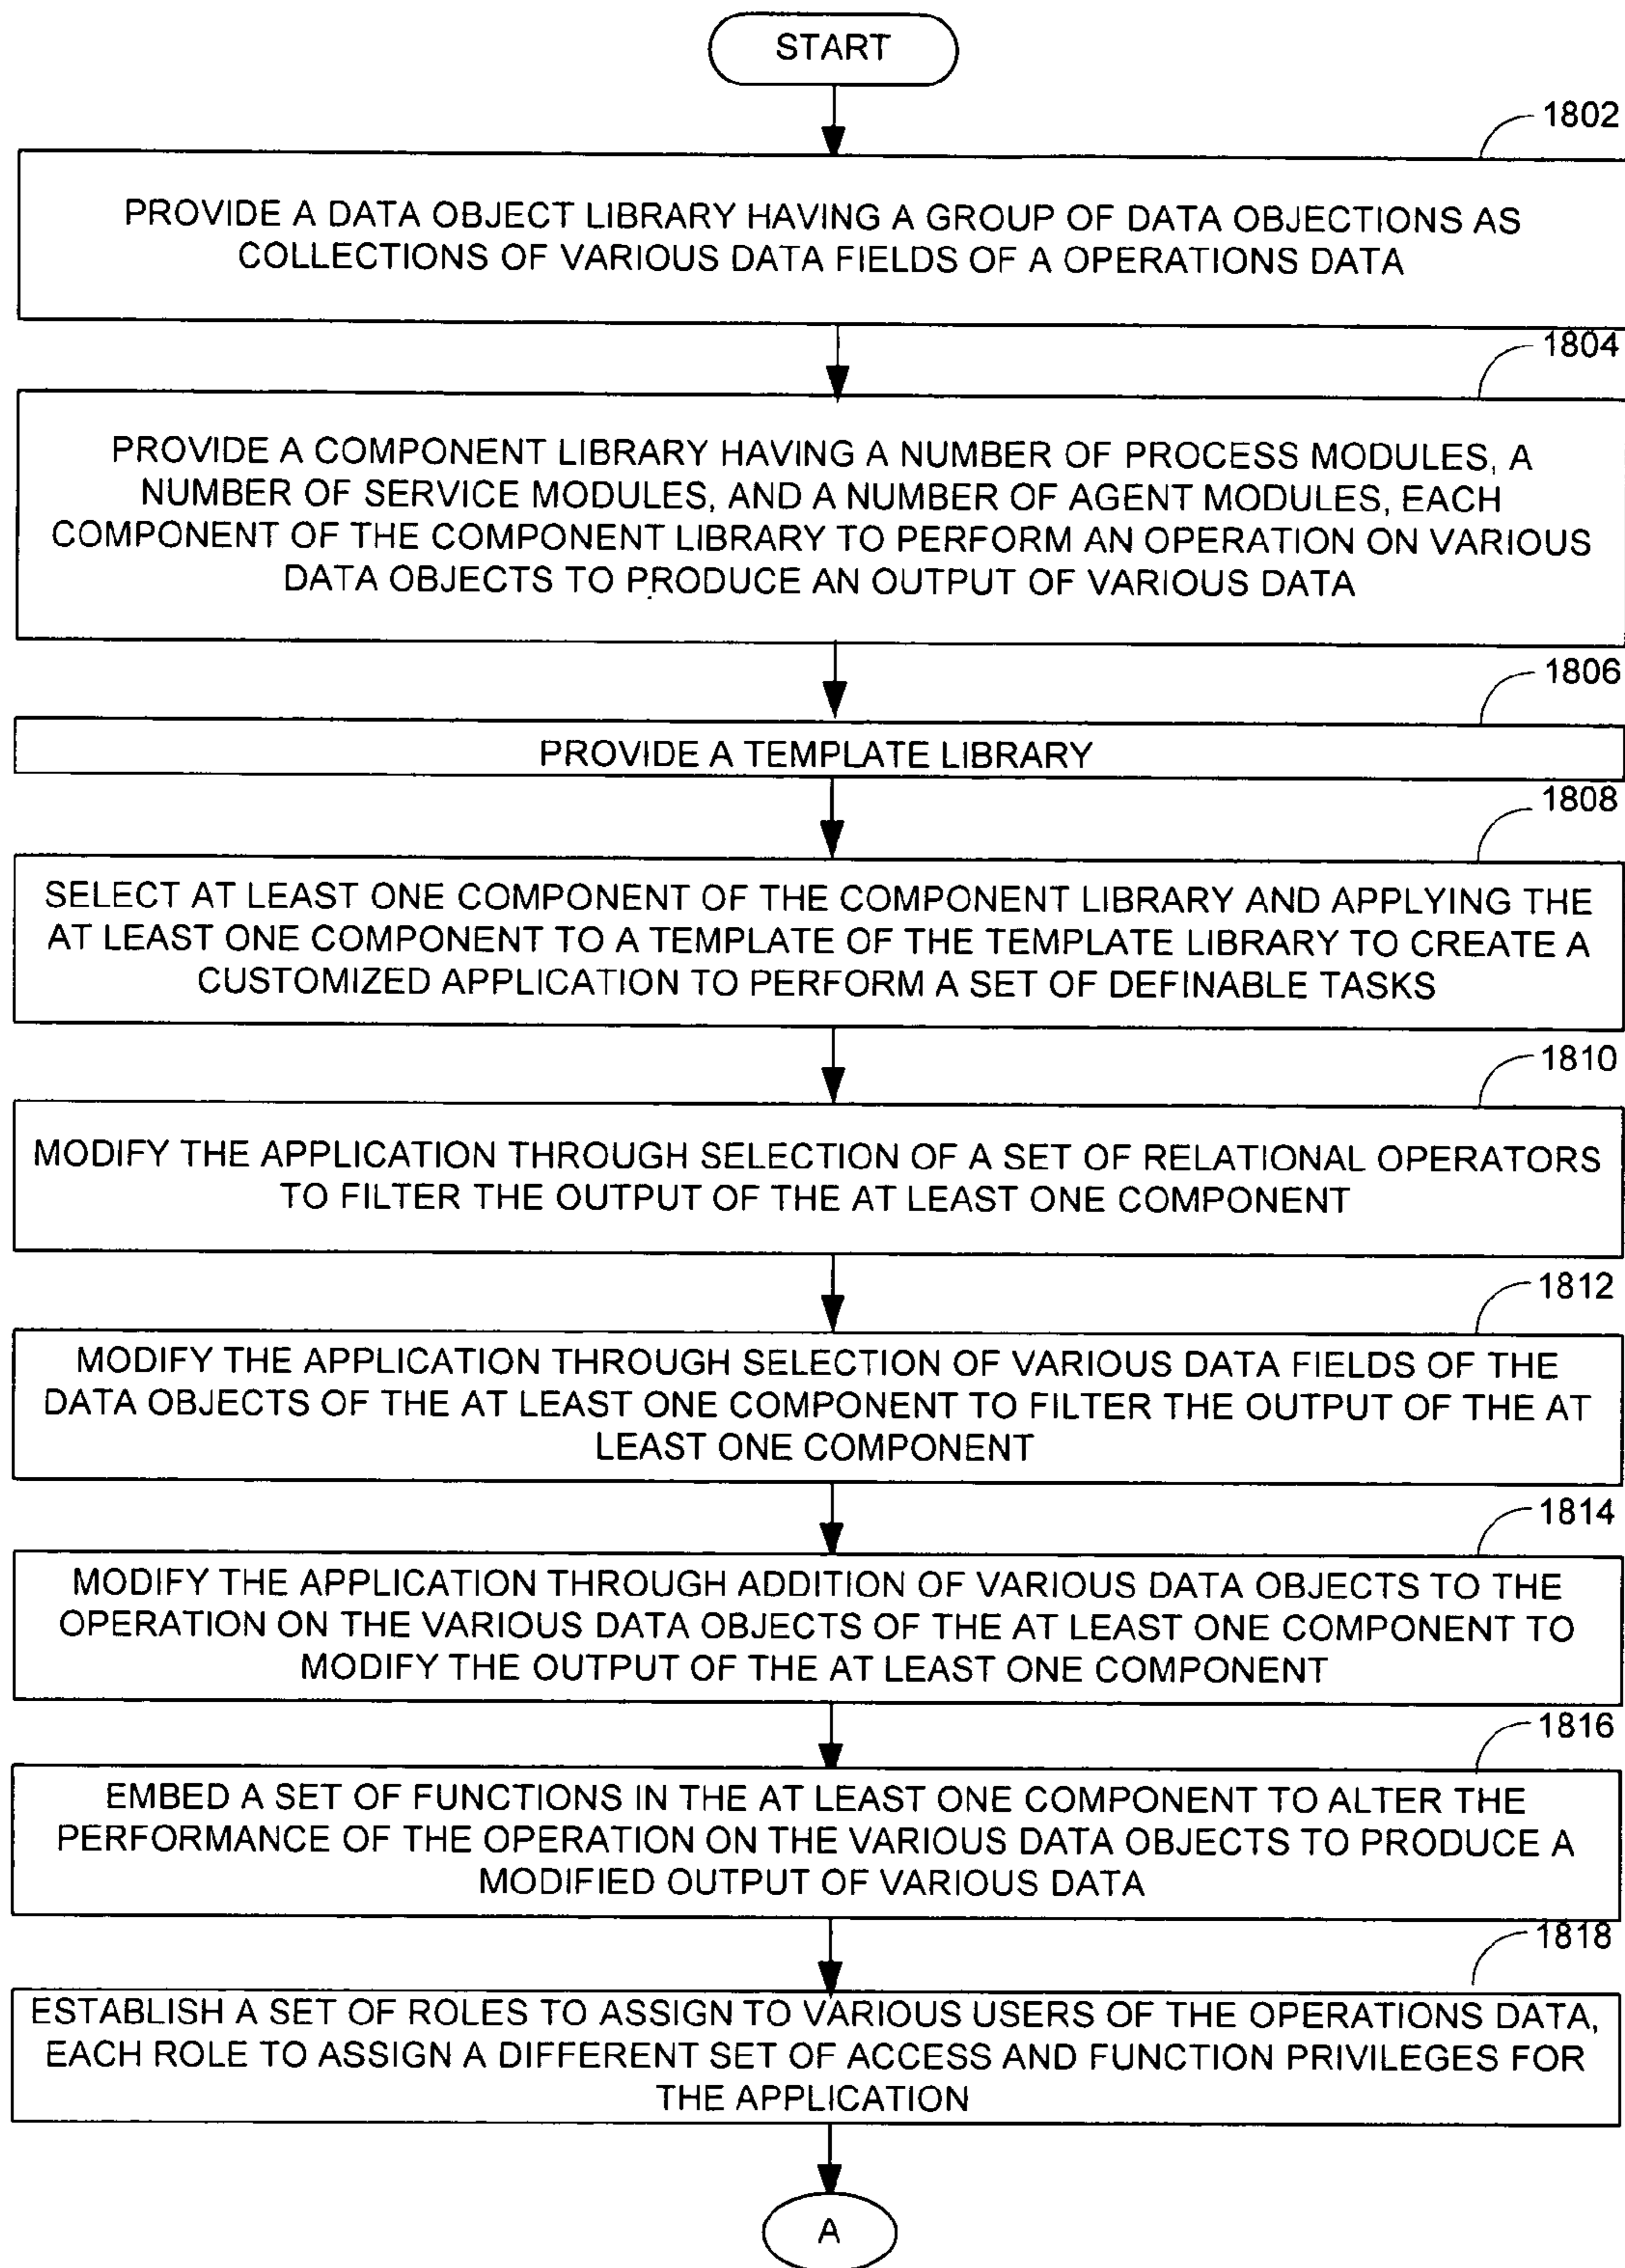 START
1802
PROVIDE A DATA OBJECT LIBRARY HAVING A GROUP OF DATA OBJECTIONS AS
COLLECTIONS OF VARIOUS DATA FIELDS OF A OPERATIONS DATA
1804
PROVIDE A COMPONENT LIBRARY HAVING A NUMBER OF PROCESS MODULES, A
NUMBER OF SERVICE MODULES, AND A NUMBER OF AGENT MODULES, EACH
COMPONENT OF THE COMPONENT LIBRARY TO PERFORM AN OPERATION ON VARIOUS
DATA OBJECTS TO PRODUCE AN OUTPUT OF VARIOUS DATA
1806
PROVIDE A TEMPLATE LIBRARY
1808
SELECT AT LEAST ONE COMPONENT OF THE COMPONENT LIBRARY AND APPLYING THE
AT LEAST ONE COMPONENT TO A TEMPLATE OF THE TEMPLATE LIBRARY TO CREATE A
CUSTOMIZED APPLICATION TO PERFORM A SET OF DEFINABLE TASKS
1810
MODIFY THE APPLICATION THROUGH SELECTION OF A SET OF RELATIONAL OPERATORS
TO FILTER THE OUTPUT OF THE AT LEAST ONE COMPONENT
1812
MODIFY THE APPLICATION THROUGH SELECTION OF VARIOUS DATA FIELDS OF THE
DATA OBJECTS OF THE AT LEAST ONE COMPONENT TO FILTER THE OUTPUT OF THE AT
LEAST ONE COMPONENT
1814
MODIFY THE APPLICATION THROUGH ADDITION OF VARIOUS DATA OBJECTS TO THE
OPERATION ON THE VARIOUS DATA OBJECTS OF THE AT LEAST ONE COMPONENT TO
MODIFY THE OUTPUT OF THE AT LEAST ONE COMPONENT
1816
EMBED A SET OF FUNCTIONS IN THE AT LEAST ONE COMPONENT TO ALTER THE
PERFORMANCE OF THE OPERATION ON THE VARIOUS DATA OBJECTS TO PRODUCE A
MODIFIED OUTPUT OF VARIOUS DATA
1818
ESTABLISH A SET OF ROLES TO ASSIGN TO VARIOUS USERS OF THE OPERATIONS DATA,
EACH ROLE TO ASSIGN A DIFFERENT SET OF ACCESS AND FUNCTION PRIVILEGES FOR
THE APPLICATION
A